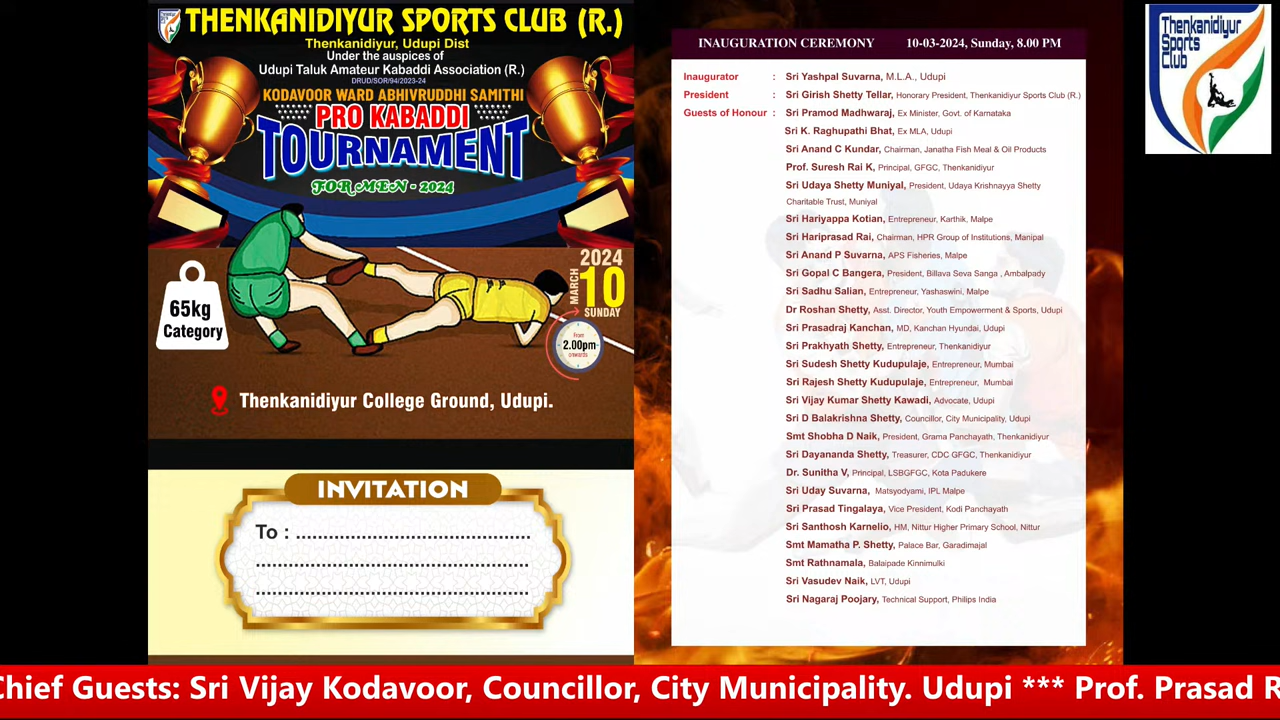 THENKANIDIYUR SPORTS CLUB (R.)
Thenkanidiyur, Udupi Dist
Under the auspices of
Udupi Taluk Amateur Kabaddi Association (R.)
DRUD/SOR/94/2023-24
KODAVOOR WARD ABHIVRUDDHI SAMITHI
PRO KABADDI
TOURNAMENT
FOR MEN - 2024
65kg
Category
2024
MARCH
10
SUNDAY
From
2.00pm
onwards
Thenkanidiyur College Ground, Udupi.
INVITATION
To : ..........................................
................................................
................................................
INAUGURATION CEREMONY 10-03-2024, Sunday, 8.00 PM
Inaugurator : Sri Yashpal Suvarna, M.L.A., Udupi
President : Sri Girish Shetty Tellar, Honorary President, Thenkanidiyur Sports Club (R.)
Guests of Honour : Sri Pramod Madhwaraj, Ex Minister, Govt. of Karnataka
Sri K. Raghupathi Bhat, Ex MLA, Udupi
Sri Anand C Kundar, Chairman, Janatha Fish Meal & Oil Products
Prof. Suresh Rai K, Principal, GFGC, Thenkanidiyur
Sri Udaya Shetty Muniyal, President, Udaya Krishnayya Shetty
Charitable Trust, Muniyal
Sri Hariyappa Kotian, Entrepreneur, Karthik, Malpe
Sri Hariprasad Rai, Chairman, HPR Group of Institutions, Manipal
Sri Anand P Suvarna, APS Fisheries, Malpe
Sri Gopal C Bangera, President, Billava Seva Sanga , Ambalpady
Sri Sadhu Salian, Entrepreneur, Yashaswini, Malpe
Dr Roshan Shetty, Asst. Director, Youth Empowerment & Sports, Udupi
Sri Prasadraj Kanchan, MD, Kanchan Hyundai, Udupi
Sri Prakhyath Shetty, Entrepreneur, Thenkanidiyur
Sri Sudesh Shetty Kudupulaje, Entrepreneur, Mumbai
Sri Rajesh Shetty Kudupulaje, Entrepreneur, Mumbai
Sri Vijay Kumar Shetty Kawadi, Advocate, Udupi
Sri D Balakrishna Shetty, Councillor, City Municipality, Udupi
Smt Shobha D Naik, President, Grama Panchayath, Thenkanidiyur
Sri Dayananda Shetty, Treasurer, CDC GFGC, Thenkanidiyur
Dr. Sunitha V, Principal, LSBGFGC, Kota Padukere
Sri Uday Suvarna, Matsyodyami, IPL Malpe
Sri Prasad Tingalaya, Vice President, Kodi Panchayath
Sri Santhosh Karnelio, HM, Nittur Higher Primary School, Nittur
Smt Mamatha P. Shetty, Palace Bar, Garadimajal
Smt Rathnamala, Balaipade Kinnimulki
Sri Vasudev Naik, LVT, Udupi
Sri Nagaraj Poojary, Technical Support, Philips India
Thenkanidiyur
Sports
Club
Chief Guests: Sri Vijay Kodavoor, Councillor, City Municipality. Udupi *** Prof. Prasad R